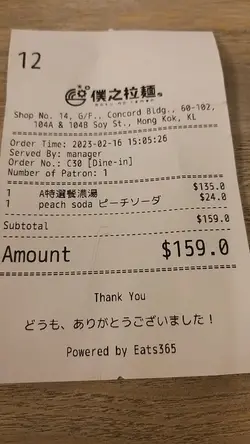 12
僕之拉麺
Shop No. 14, G/F., Concord Bldg., 60-102,
104A & 104B Soy St., Mong Kok, KL
Order Time: 2023-02-16 15:05:26
Served By: manager
Order No.: C30 [Dine-in]
Number of Patron: 1
1 A特選餐濃湯 $135.0
1 peach soda ピーチソーダ $24.0
Subtotal $159.0
Amount $159.0
Thank You
どうも、ありがとうございました！
Powered by Eats365